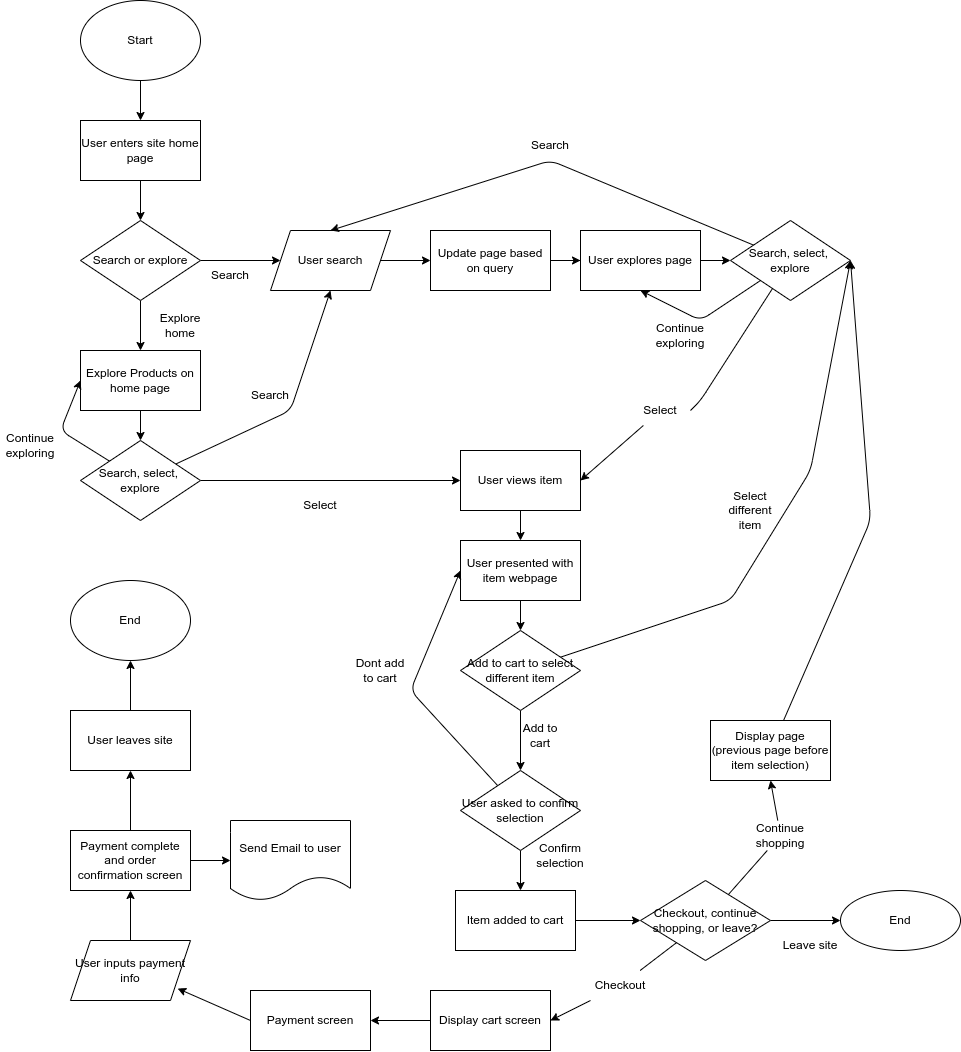 Start
User enters site home
page
Search
Search or explore
Search
User search
Update page based
on query
User explores page
Search, select,
explore
Explore
home
Continue
exploring
Explore Products on
home page
Search
Select
Continue
exploring
Search, select,
explore
Select
User views item
Select
different
item
User presented with
item webpage
End
Dont add
to cart
Add to cart to select
different item
User leaves site
Add to
cart
Display page
(previous page before
item selection)
User asked to confirm
selection
Payment complete
and order
confirmation screen
Send Email to user
Confirm
selection
Continue
shopping
Item added to cart
Checkout, continue
shopping, or leave?
End
Leave site
User inputs payment
info
Checkout
Payment screen
Display cart screen